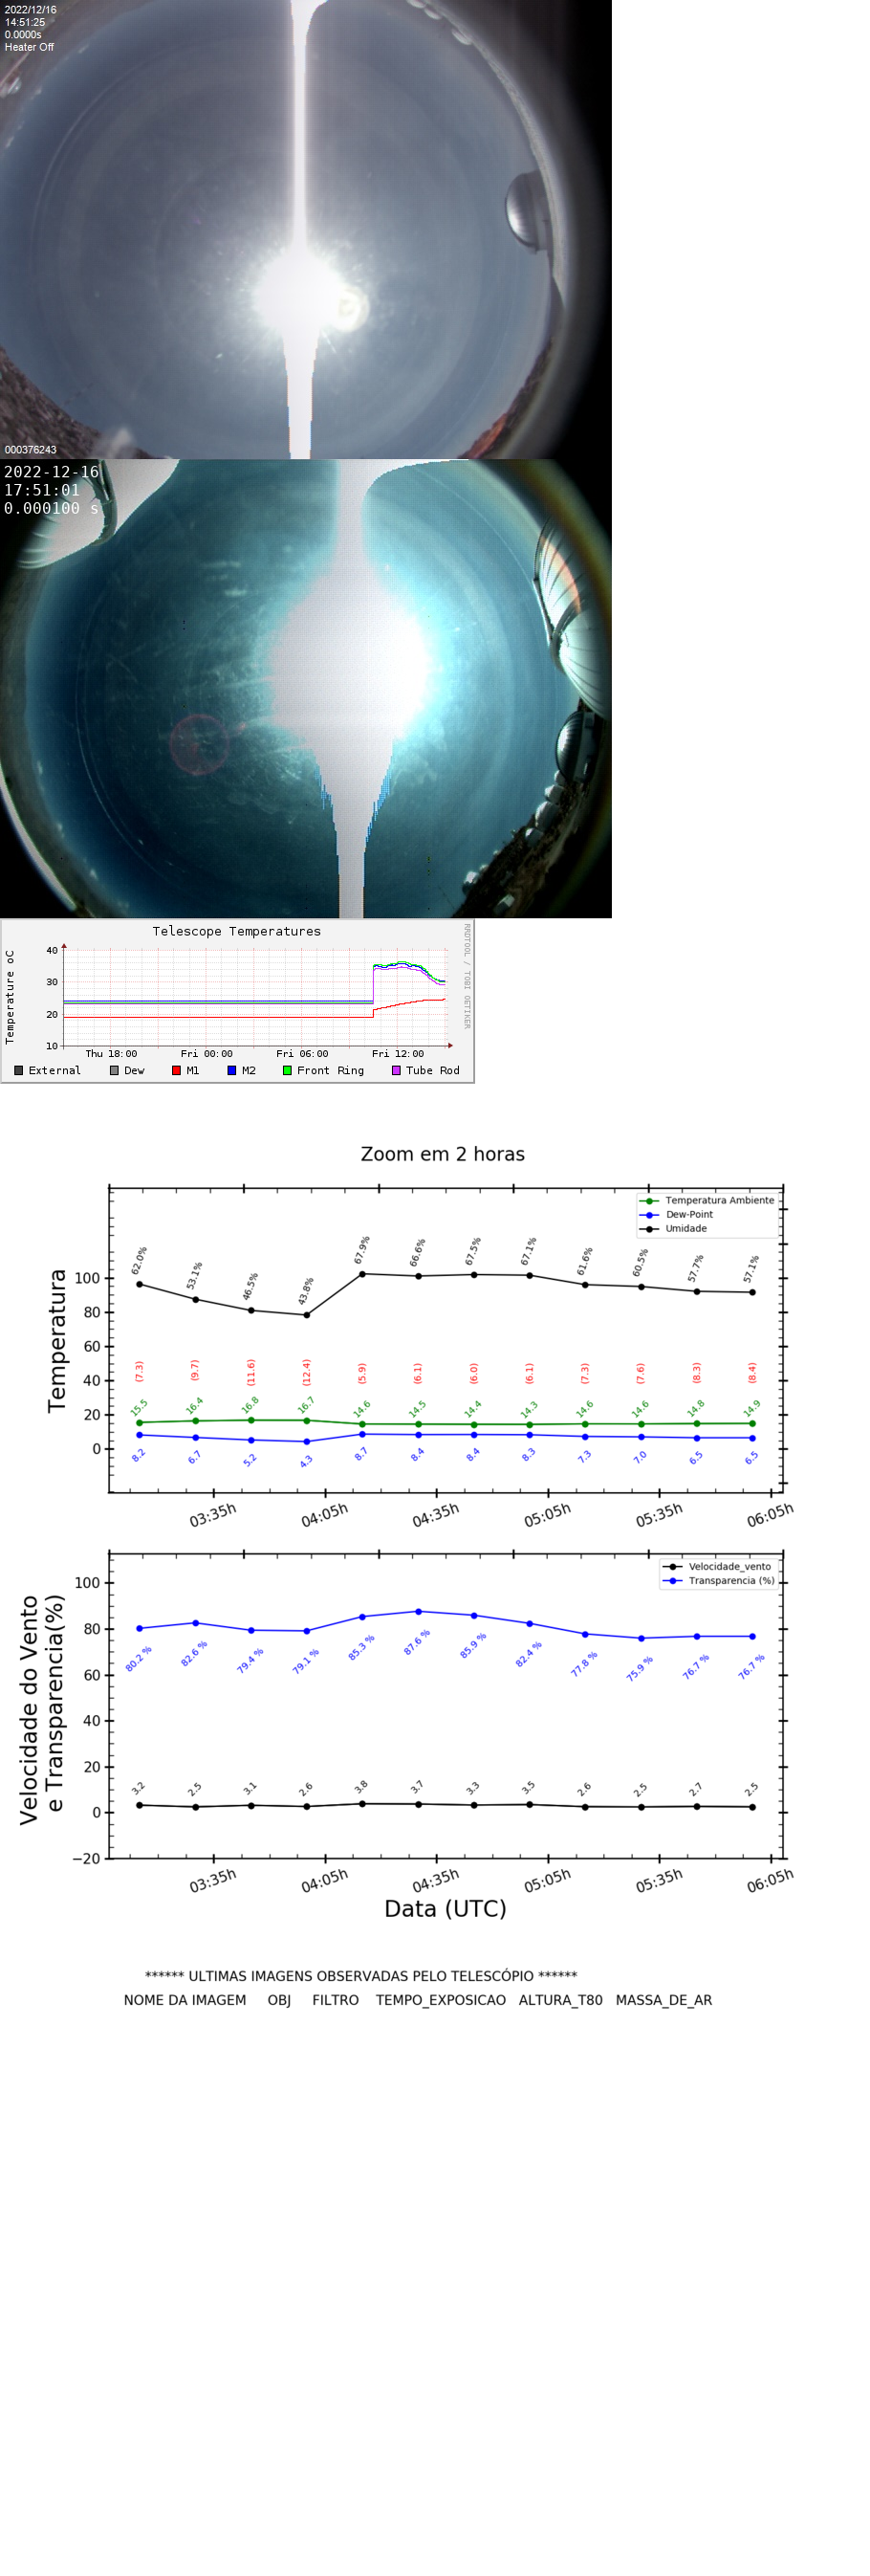 2022/12/16
14:51:25
0.0000s
Heater Off
000376243
2022-12-16
17:51:01
0.000100 s
Telescope Temperatures
RRDTOOL / TOBI OETIKER
Temperature oC
40
30
20
10
Thu 18:00 Fri 00:00 Fri 06:00 Fri 12:00
External Dew M1 M2 Front Ring Tube Rod
Zoom em 2 horas
Temperatura Ambiente
Dew-Point
Umidade
Temperatura
100
80
60
40
20
0
62.0% 53.1% 46.5% 43.8% 67.9% 66.6% 67.5% 67.1% 61.6% 60.5% 57.7% 57.1%
(7.3) (9.7) (11.6) (12.4) (5.9) (6.1) (6.0) (6.1) (7.3) (7.6) (8.3) (8.4)
15.5 16.4 16.8 16.7 14.6 14.5 14.4 14.3 14.6 14.6 14.8 14.9
8.2 6.7 5.2 4.3 8.7 8.4 8.4 8.3 7.3 7.0 6.5 6.5
03:35h 04:05h 04:35h 05:05h 05:35h 06:05h
Velocidade_vento
Transparencia (%)
Velocidade do Vento
e Transparencia(%)
100
80
60
40
20
0
−20
80.2 % 82.6 % 79.4 % 79.1 % 85.3 % 87.6 % 85.9 % 82.4 % 77.8 % 75.9 % 76.7 % 76.7 %
3.2 2.5 3.1 2.6 3.8 3.7 3.3 3.5 2.6 2.5 2.7 2.5
03:35h 04:05h 04:35h 05:05h 05:35h 06:05h
Data (UTC)
****** ULTIMAS IMAGENS OBSERVADAS PELO TELESCÓPIO ******
NOME DA IMAGEM OBJ FILTRO TEMPO_EXPOSICAO ALTURA_T80 MASSA_DE_AR